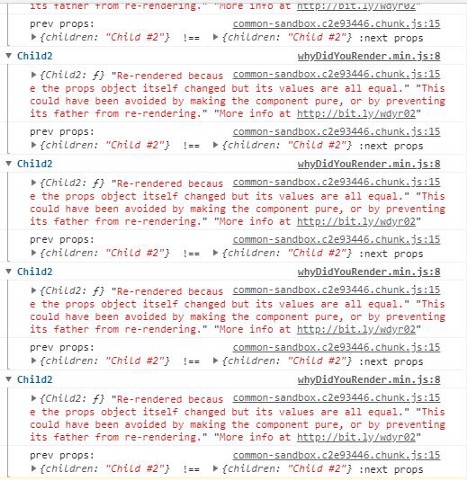 its father from re-rendering." "More info at http://bit.ly/wdyr02"
prev props: common-sandbox.c2e93446.chunk.js:15
▶ {children: "Child #2"} !== ▶ {children: "Child #2"} :next props
▼ Child2 whyDidYouRender.min.js:8
▶ {Child2: ƒ} "Re-rendered becaus common-sandbox.c2e93446.chunk.js:15
e the props object itself changed but its values are all equal." "This
could have been avoided by making the component pure, or by preventing
its father from re-rendering." "More info at http://bit.ly/wdyr02"
prev props: common-sandbox.c2e93446.chunk.js:15
▶ {children: "Child #2"} !== ▶ {children: "Child #2"} :next props
▼ Child2 whyDidYouRender.min.js:8
▶ {Child2: ƒ} "Re-rendered becaus common-sandbox.c2e93446.chunk.js:15
e the props object itself changed but its values are all equal." "This
could have been avoided by making the component pure, or by preventing
its father from re-rendering." "More info at http://bit.ly/wdyr02"
prev props: common-sandbox.c2e93446.chunk.js:15
▶ {children: "Child #2"} !== ▶ {children: "Child #2"} :next props
▼ Child2 whyDidYouRender.min.js:8
▶ {Child2: ƒ} "Re-rendered becaus common-sandbox.c2e93446.chunk.js:15
e the props object itself changed but its values are all equal." "This
could have been avoided by making the component pure, or by preventing
its father from re-rendering." "More info at http://bit.ly/wdyr02"
prev props: common-sandbox.c2e93446.chunk.js:15
▶ {children: "Child #2"} !== ▶ {children: "Child #2"} :next props
▼ Child2 whyDidYouRender.min.js:8
▶ {Child2: ƒ} "Re-rendered becaus common-sandbox.c2e93446.chunk.js:15
e the props object itself changed but its values are all equal." "This
could have been avoided by making the component pure, or by preventing
its father from re-rendering." "More info at http://bit.ly/wdyr02"
prev props: common-sandbox.c2e93446.chunk.js:15
▶ {children: "Child #2"} !== ▶ {children: "Child #2"} :next props